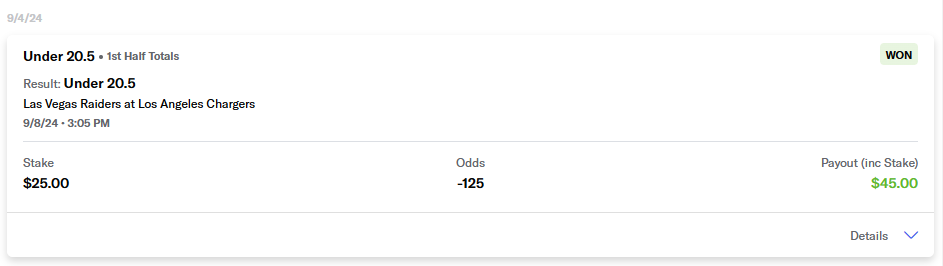 9/4/24
Under 20.5 • 1st Half Totals
WON
Result: Under 20.5
Las Vegas Raiders at Los Angeles Chargers
9/8/24 • 3:05 PM
Stake Odds Payout (inc Stake)
$25.00 -125 $45.00
Details